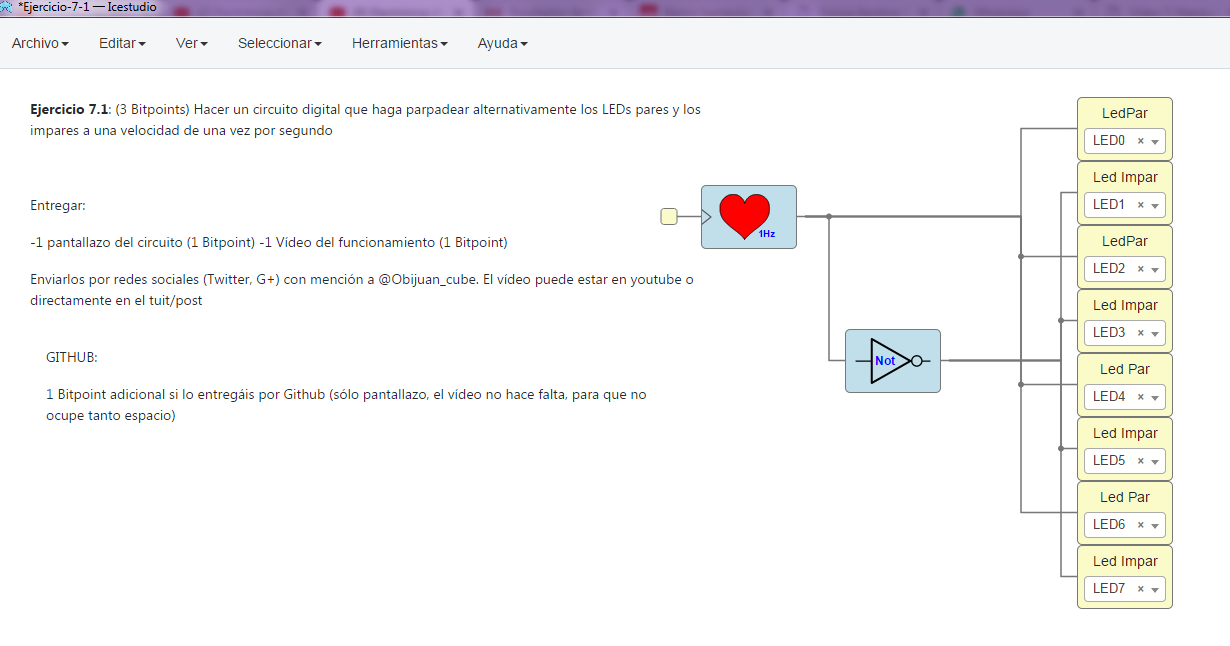 *Ejercicio-7-1 — Icestudio
Archivo Editar Ver Seleccionar Herramientas Ayuda
Ejercicio 7.1: (3 Bitpoints) Hacer un circuito digital que haga parpadear alternativamente los LEDs pares y los
impares a una velocidad de una vez por segundo
Entregar:
-1 pantallazo del circuito (1 Bitpoint) -1 Vídeo del funcionamiento (1 Bitpoint)
Enviarlos por redes sociales (Twitter, G+) con mención a @Obijuan_cube. El vídeo puede estar en youtube o
directamente en el tuit/post
GITHUB:
1 Bitpoint adicional si lo entregáis por Github (sólo pantallazo, el vídeo no hace falta, para que no
ocupe tanto espacio)
1Hz
Not
LedPar
LED0 ×
Led Impar
LED1 ×
LedPar
LED2 ×
Led Impar
LED3 ×
Led Par
LED4 ×
Led Impar
LED5 ×
Led Par
LED6 ×
Led Impar
LED7 ×